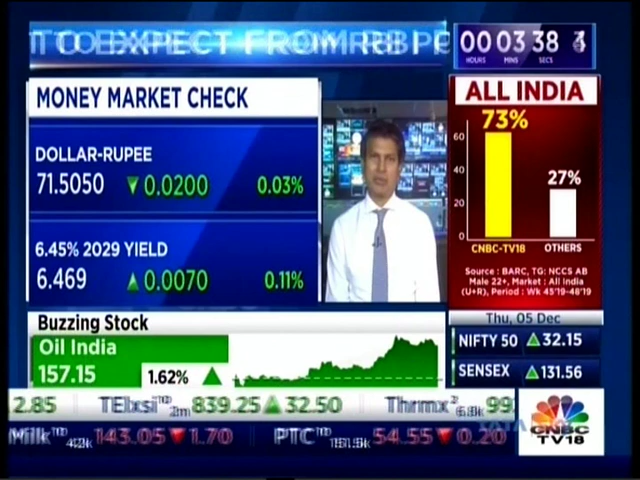 TO EXPECT FROM RBI
00 03 38
HOURS MINS SECS
MONEY MARKET CHECK
DOLLAR-RUPEE
71.5050 ▼ 0.0200 0.03%
6.45% 2029 YIELD
6.469 ▲ 0.0070 0.11%
ALL INDIA
73%
60
40
20
0
27%
CNBC-TV18 OTHERS
Source : BARC, TG: NCCS AB
Male 22+, Market : All India
(U+R), Period : Wk 45'19-48'19
Buzzing Stock
Oil India
157.15 1.62% ▲
Thu, 05 Dec
NIFTY 50 ▲ 32.15
SENSEX ▲ 131.56
2.85 TElxsi 2m 839.25 ▲ 32.50 Thrmx 6.8k 99
Milk 42k 143.05 ▼ 1.70 PTC 54.55 ▼ 0.20
CNBC
TV18